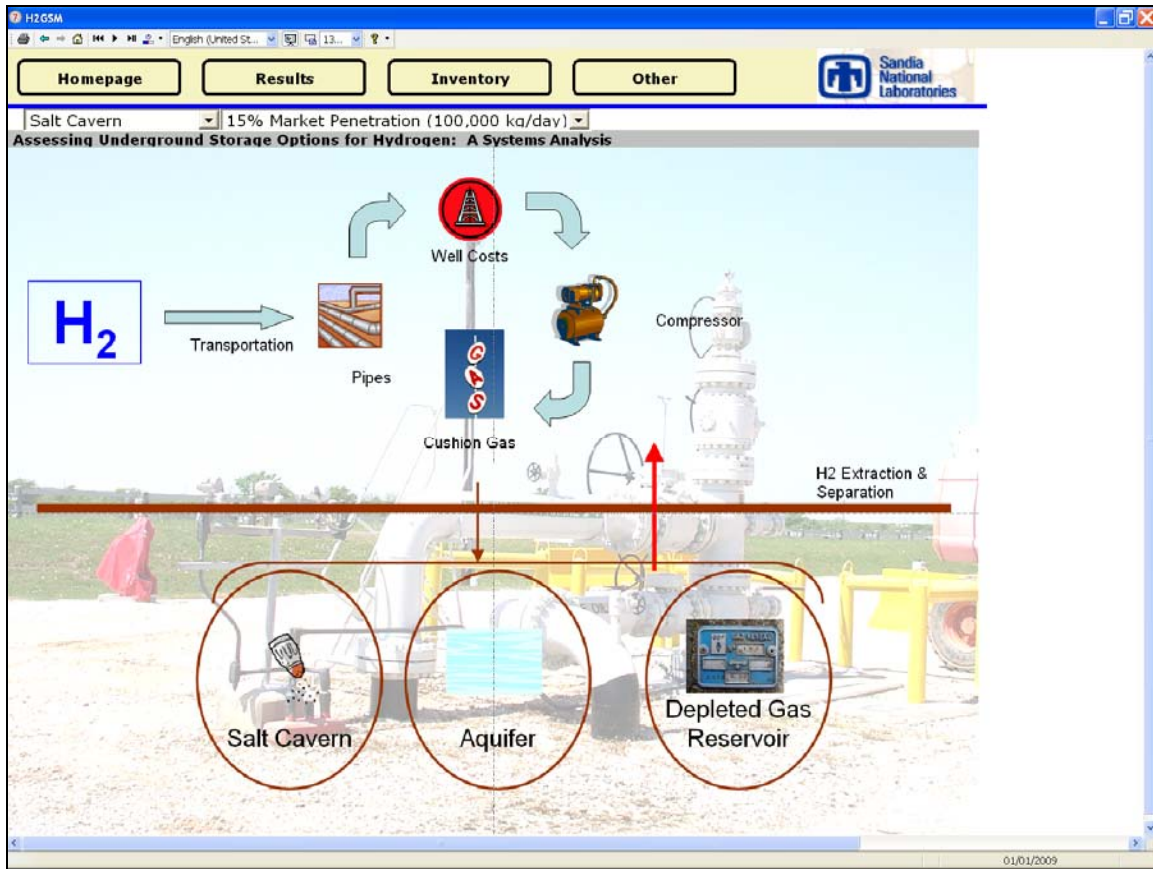 H2GSM
English (United St...
13...
Homepage
Results
Inventory
Other
Sandia
National
Laboratories
Salt Cavern
15% Market Penetration (100,000 kg/day)
Assessing Underground Storage Options for Hydrogen: A Systems Analysis
Well Costs
H2
Transportation
Pipes
Compressor
GAS
Cushion Gas
H2 Extraction &
Separation
Salt Cavern
Aquifer
Depleted Gas
Reservoir
01/01/2009